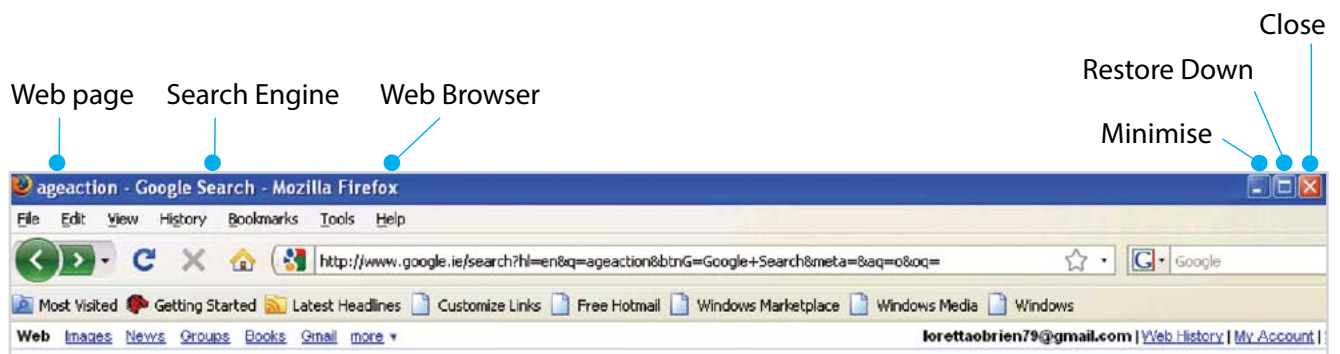 Close
Restore Down
Web page Search Engine Web Browser
Minimise
ageaction - Google Search - Mozilla Firefox
File Edit View History Bookmarks Tools Help
http://www.google.ie/search?hl=en&q=ageaction&btnG=Google+Search&meta=&aq=o&oq= G Google
Most Visited Getting Started Latest Headlines Customize Links Free Hotmail Windows Marketplace Windows Media Windows
Web Images News Groups Books Gmail more lorettaobrien79@gmail.com | Web History | My Account |